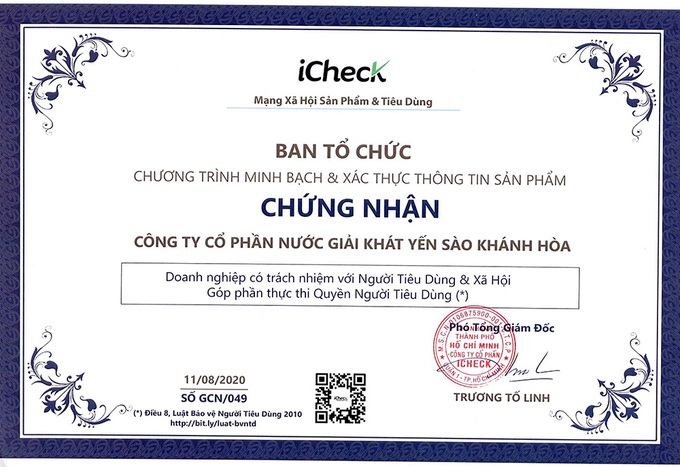 iCheck
Mạng Xã Hội Sản Phẩm & Tiêu Dùng
BAN TỔ CHỨC
CHƯƠNG TRÌNH MINH BẠCH & XÁC THỰC THÔNG TIN SẢN PHẨM
CHỨNG NHẬN
CÔNG TY CỔ PHẦN NƯỚC GIẢI KHÁT YẾN SÀO KHÁNH HÒA
Doanh nghiệp có trách nhiệm với Người Tiêu Dùng & Xã Hội
Góp phần thực thi Quyền Người Tiêu Dùng (*)
Phó Tổng Giám Đốc
THÀNH PHỐ
HỒ CHÍ MINH
CÔNG TY CỔ PHẦN
ICHECK
11/08/2020
SỐ GCN/049
TRƯƠNG TỐ LINH
(*) Điều 8, Luật Bảo vệ Người Tiêu Dùng 2010
http://bit.ly/luat-bvntd